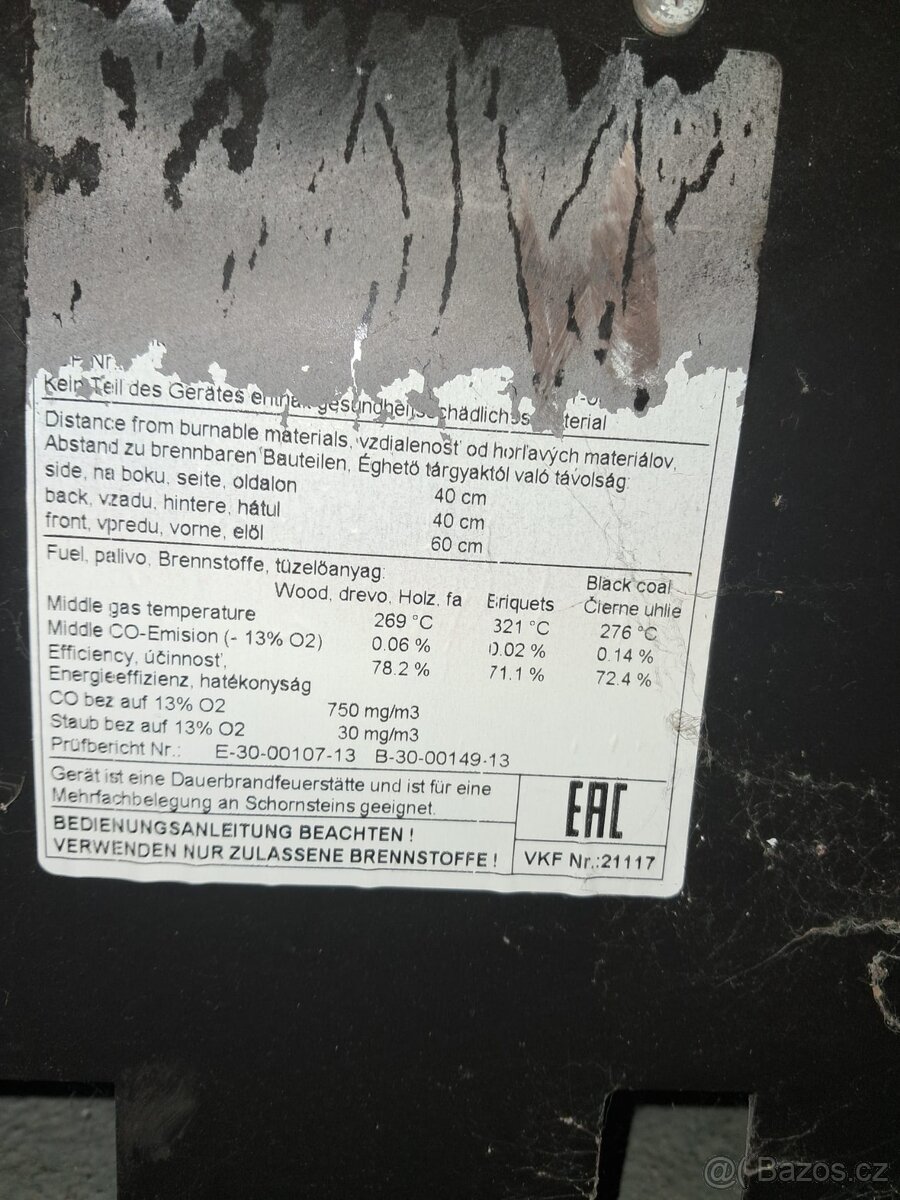 Nr.
Kein Teil des Gerätes enthält gesundheitsschädliches Material
Distance from burnable materials, vzdialenosť od horľavých materiálov,
Abstand zu brennbaren Bauteilen, Éghető tárgyaktól való távolság:
side, na boku, seite, oldalon 40 cm
back, vzadu, hintere, hátul 40 cm
front, vpredu, vorne, elöl 60 cm
Fuel, palivo, Brennstoffe, tüzelőanyag:
Wood, drevo, Holz, fa Briquets Black coal
Čierne uhlie
Middle gas temperature 269 °C 321 °C 276 °C
Middle CO-Emision (- 13% O2) 0.06 % 0.02 % 0.14 %
Efficiency, účinnosť, 78.2 % 71.1 % 72.4 %
Energieeffizienz, hatékonyság
CO bez auf 13% O2 750 mg/m3
Staub bez auf 13% O2 30 mg/m3
Prüfbericht Nr.: E-30-00107-13 B-30-00149-13
Gerät ist eine Dauerbrandfeuerstätte und ist für eine
Mehrfachbelegung an Schornsteins geeignet.
BEDIENUNGSANLEITUNG BEACHTEN !
VERWENDEN NUR ZULASSENE BRENNSTOFFE !
EAC
VKF Nr.:21117
@( Bazos.cz